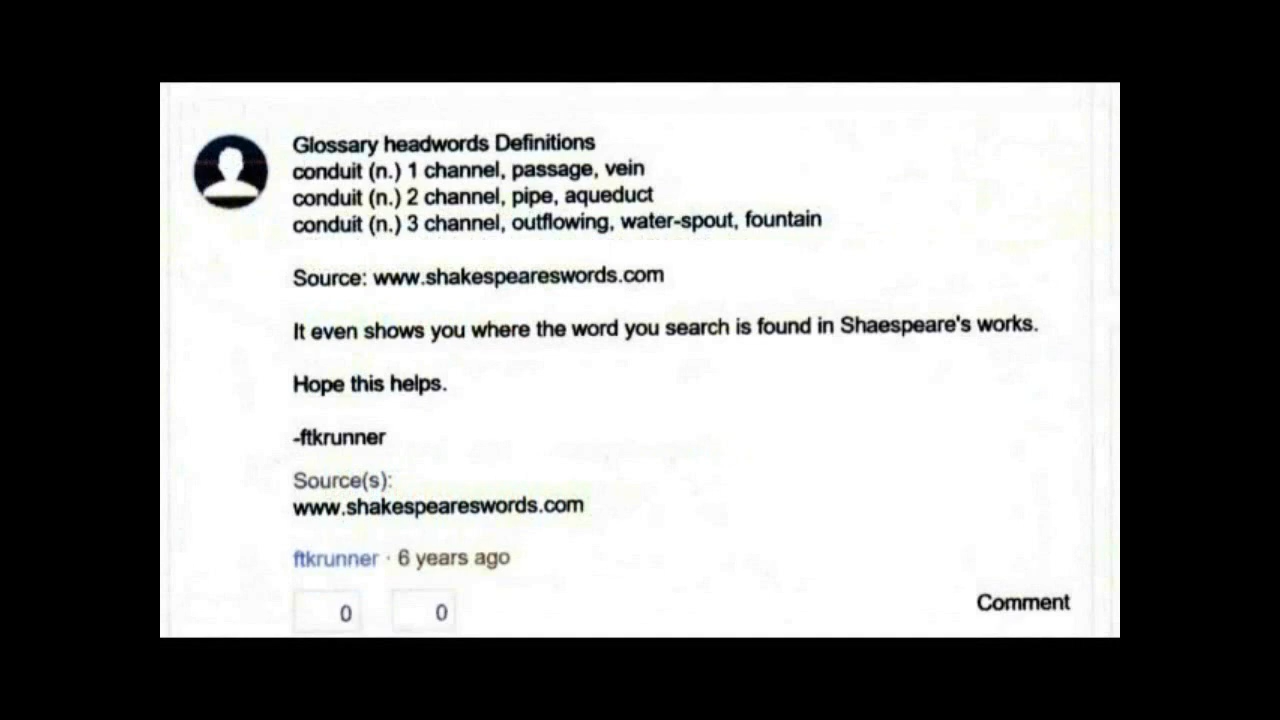 Glossary headwords Definitions
conduit (n.) 1 channel, passage, vein
conduit (n.) 2 channel, pipe, aqueduct
conduit (n.) 3 channel, outflowing, water-spout, fountain
Source: www.shakespeareswords.com
It even shows you where the word you search is found in Shaespeare's works.
Hope this helps.
-ftkrunner
Source(s):
www.shakespeareswords.com
ftkrunner · 6 years ago
0 0
Comment